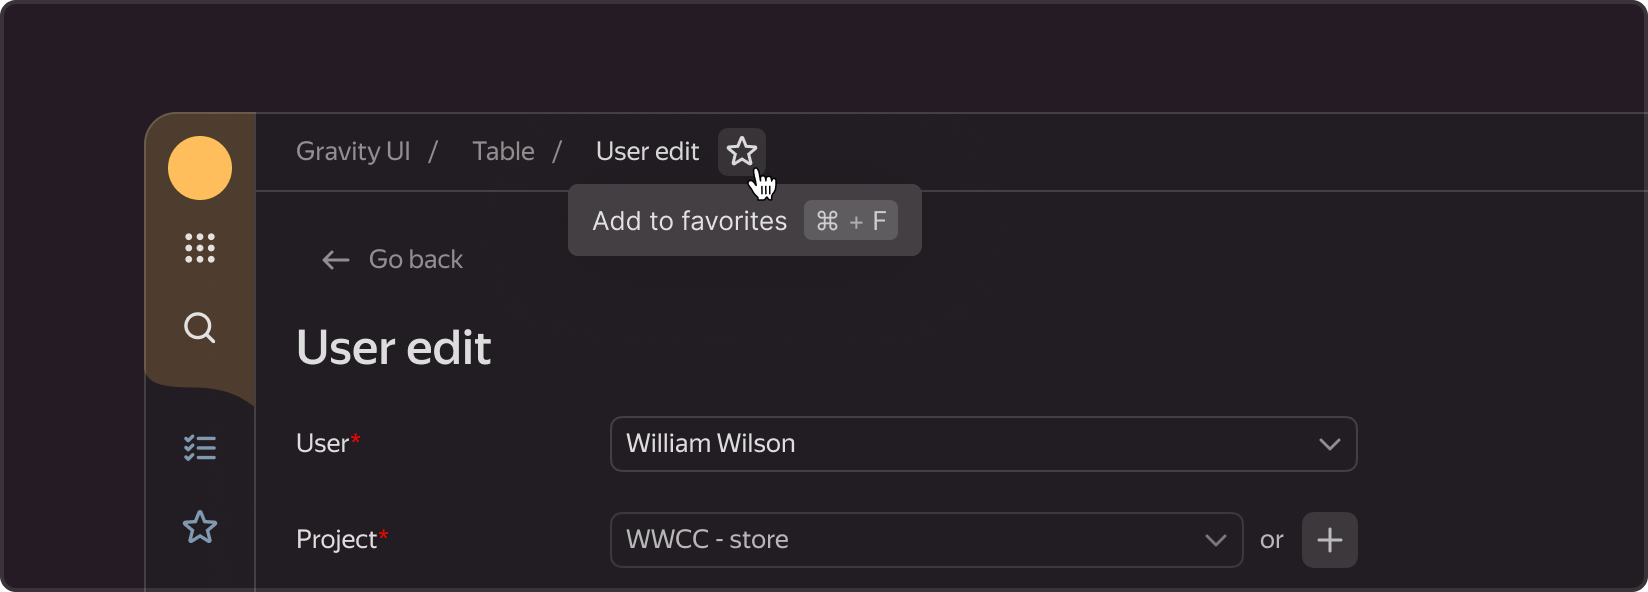 Gravity UI / Table / User edit
Add to favorites ⌘ + F
Go back
User edit
User* William Wilson
Project* WWCC - store or